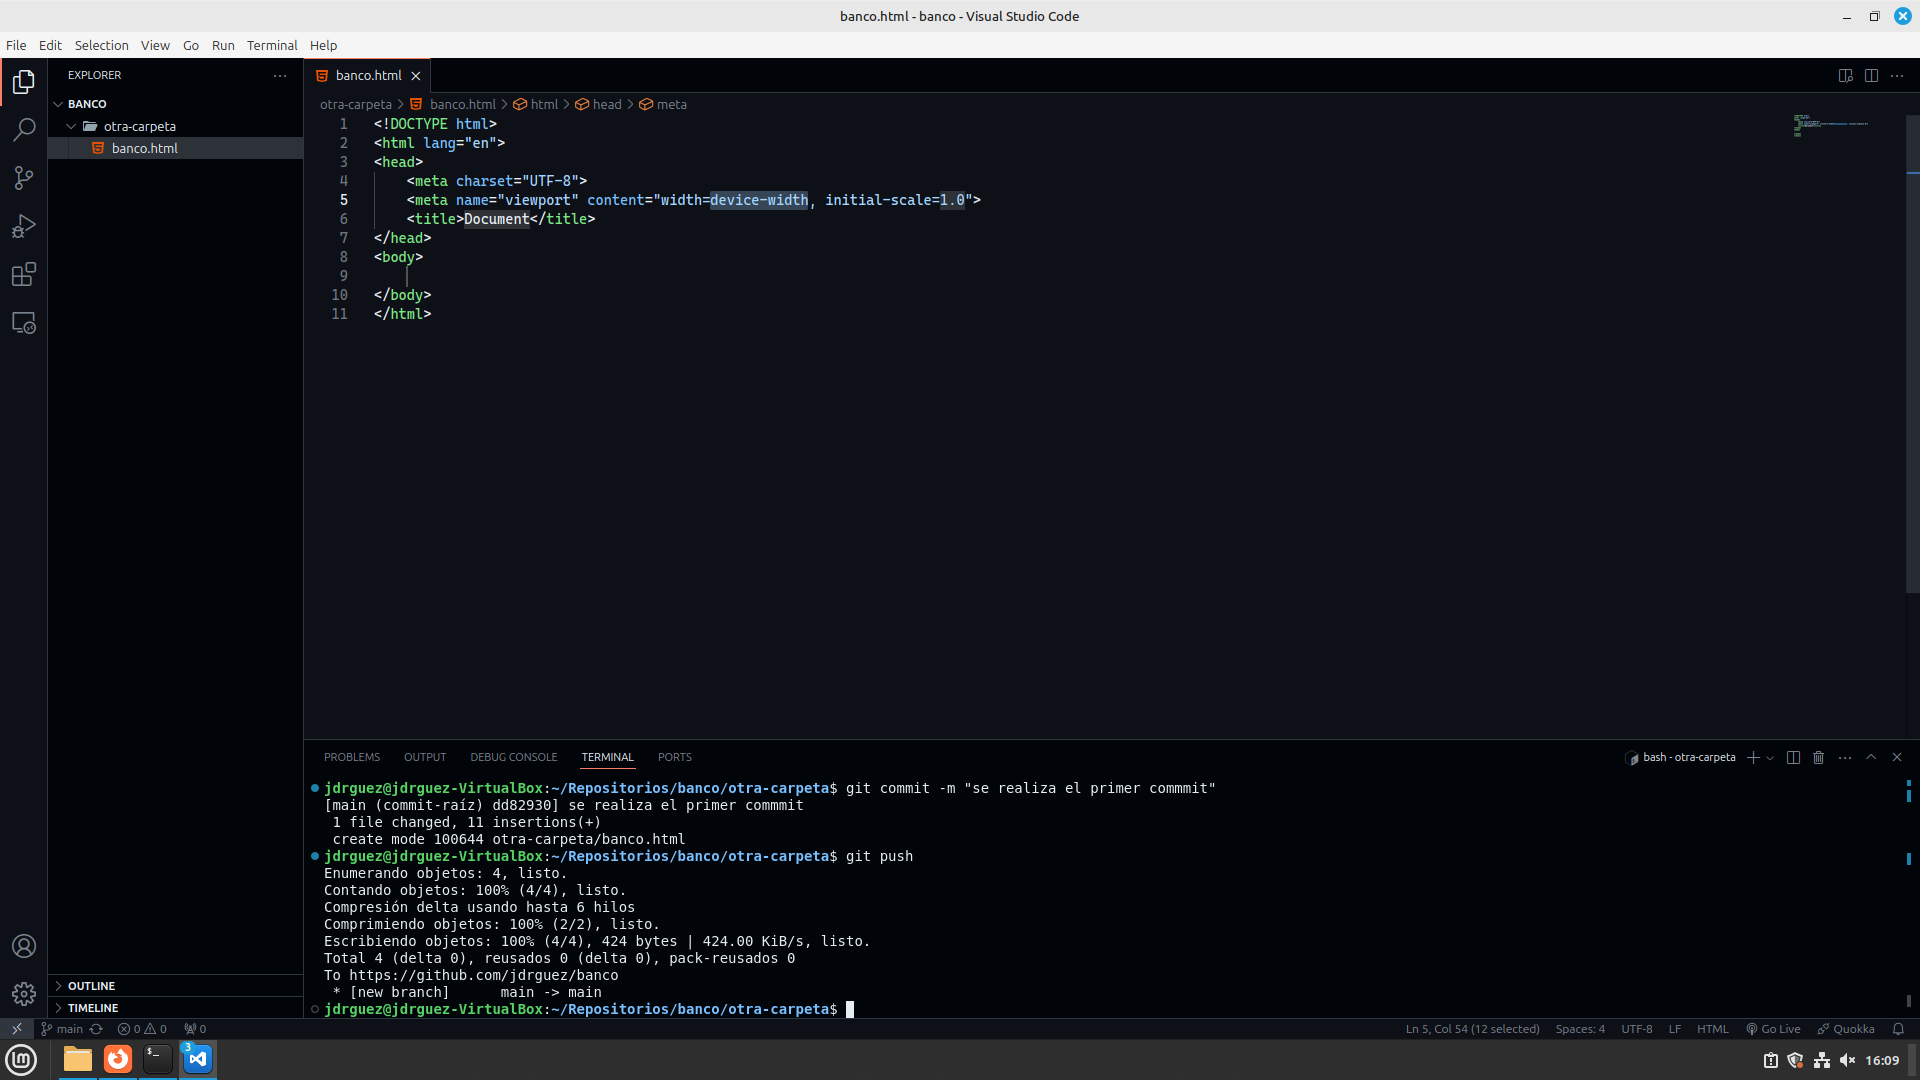 banco.html - banco - Visual Studio Code
File Edit Selection View Go Run Terminal Help
EXPLORER
BANCO
otra-carpeta
banco.html
OUTLINE
TIMELINE
banco.html
otra-carpeta > banco.html > html > head > meta
1 <!DOCTYPE html>
2 <html lang="en">
3 <head>
4     <meta charset="UTF-8">
5     <meta name="viewport" content="width=device-width, initial-scale=1.0">
6     <title>Document</title>
7 </head>
8 <body>
9
10 </body>
11 </html>
PROBLEMS OUTPUT DEBUG CONSOLE TERMINAL PORTS
bash - otra-carpeta
jdrguez@jdrguez-VirtualBox:~/Repositorios/banco/otra-carpeta$ git commit -m "se realiza el primer commmit"
[main (commit-raíz) dd82930] se realiza el primer commmit
 1 file changed, 11 insertions(+)
 create mode 100644 otra-carpeta/banco.html
jdrguez@jdrguez-VirtualBox:~/Repositorios/banco/otra-carpeta$ git push
Enumerando objetos: 4, listo.
Contando objetos: 100% (4/4), listo.
Compresión delta usando hasta 6 hilos
Comprimiendo objetos: 100% (2/2), listo.
Escribiendo objetos: 100% (4/4), 424 bytes | 424.00 KiB/s, listo.
Total 4 (delta 0), reusados 0 (delta 0), pack-reusados 0
To https://github.com/jdrguez/banco
 * [new branch]      main -> main
jdrguez@jdrguez-VirtualBox:~/Repositorios/banco/otra-carpeta$
main 0 0 0 Ln 5, Col 54 (12 selected) Spaces: 4 UTF-8 LF HTML Go Live Quokka
3
16:09